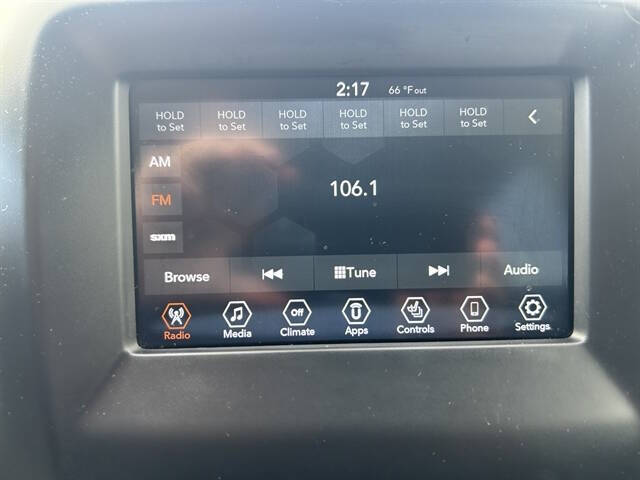 2:17 66 °F out
HOLD HOLD HOLD HOLD HOLD HOLD
to Set to Set to Set to Set to Set to Set
AM
106.1
FM
sxm
Browse Tune Audio
Off
Radio Media Climate Apps Controls Phone Settings